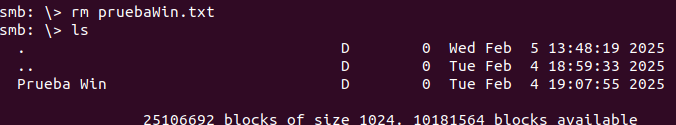 smb: \> rm pruebaWin.txt
smb: \> ls
  .                                   D        0  Wed Feb  5 13:48:19 2025
  ..                                  D        0  Tue Feb  4 18:59:33 2025
  Prueba Win                          D        0  Tue Feb  4 19:07:55 2025
                25106692 blocks of size 1024. 10181564 blocks available